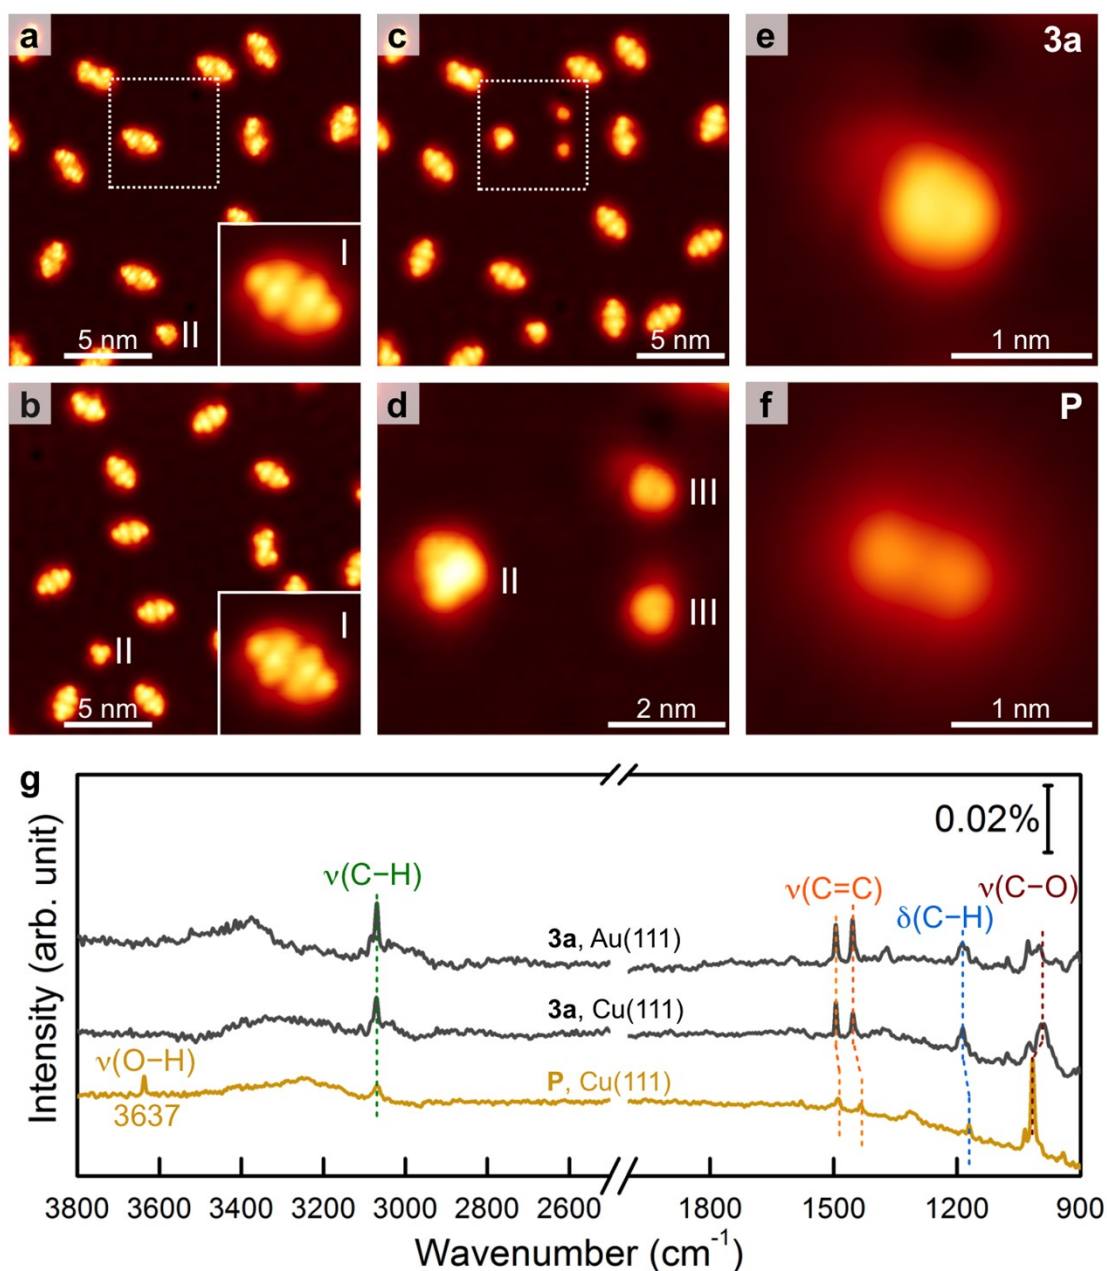 a
I
II
5 nm
c
5 nm
e
3a
1 nm
b
I
II
5 nm
d
II
III
III
2 nm
f
P
1 nm
g
0.02%
ν(C−H)
ν(C=C)
δ(C−H)
ν(C−O)
3a, Au(111)
3a, Cu(111)
ν(O−H)
3637
P, Cu(111)
Intensity (arb. unit)
3800 3600 3400 3200 3000 2800 2600 1800 1500 1200 900
Wavenumber (cm⁻¹)